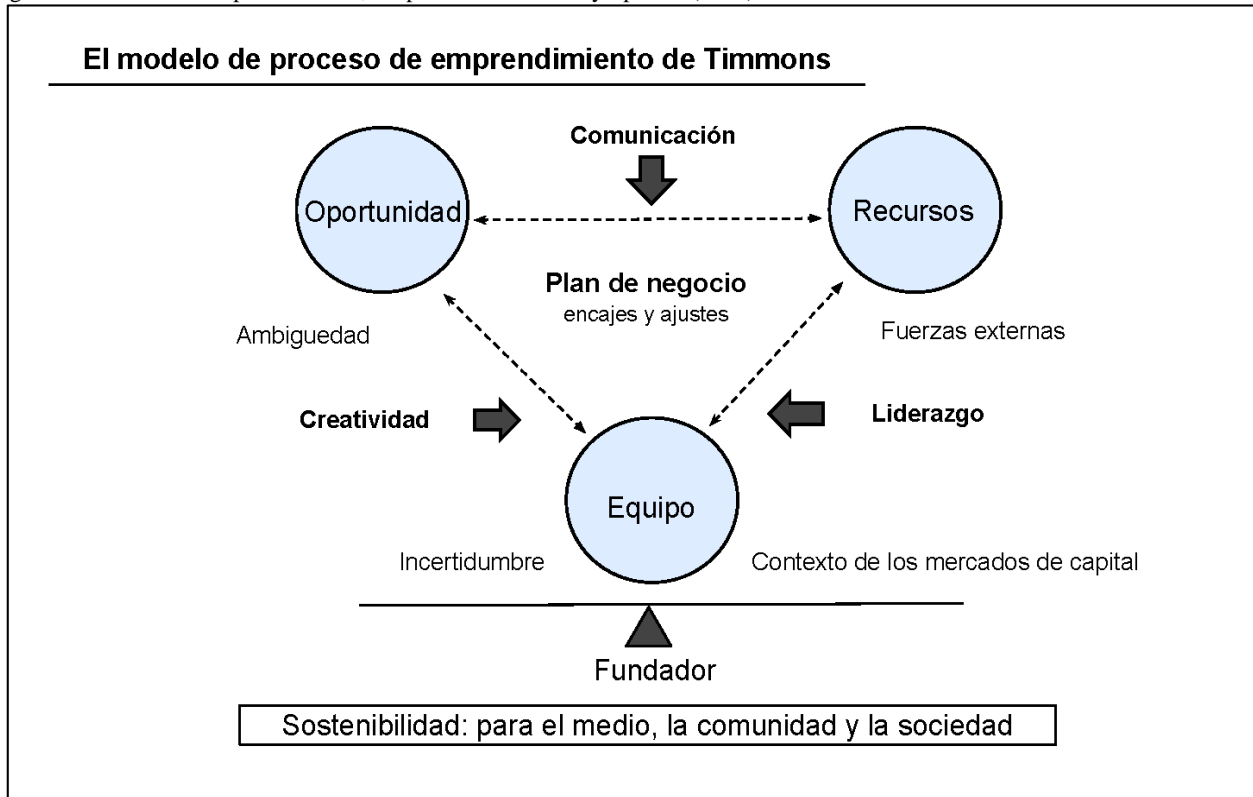 El modelo de proceso de emprendimiento de Timmons
Comunicación
Oportunidad
Recursos
Plan de negocio
encajes y ajustes
Ambiguedad
Fuerzas externas
Creatividad
Liderazgo
Equipo
Incertidumbre
Contexto de los mercados de capital
Fundador
Sostenibilidad: para el medio, la comunidad y la sociedad